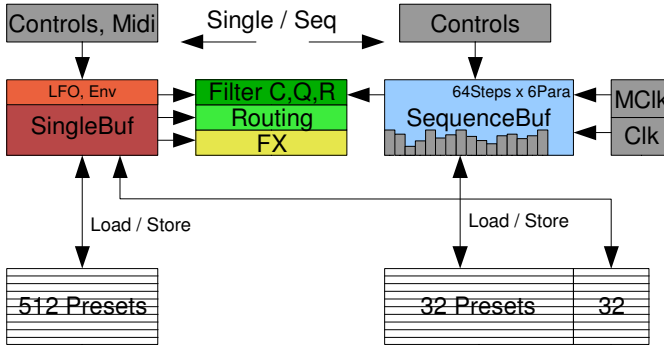 Controls, Midi
Single / Seq
Controls
LFO, Env
SingleBuf
Filter C,Q,R
Routing
FX
64Steps x 6Para
SequenceBuf
MClk
Clk
Load / Store
Load / Store
512 Presets
32 Presets
32